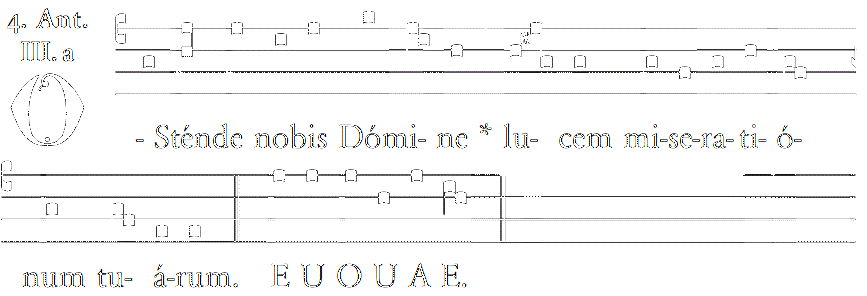 4. Ant.
III. a
O - Sténde nobis Dómi- ne * lu- cem mi-se-ra-ti- ó-
num tu- á-rum. E U O U A E.